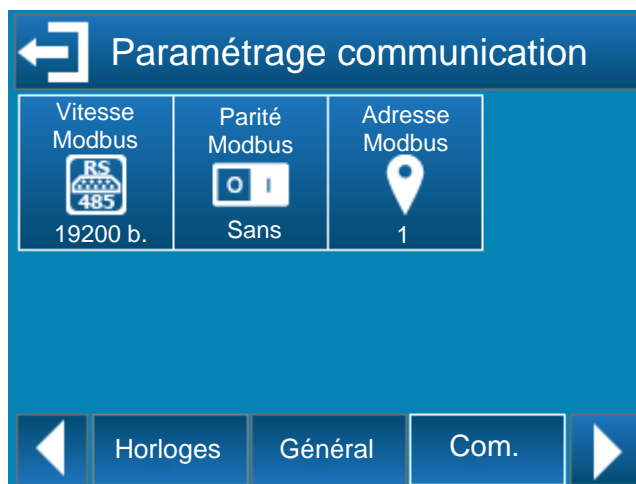 Paramétrage communication
Vitesse
Modbus
RS
485
19200 b.
Parité
Modbus
O I
Sans
Adresse
Modbus
1
Horloges
Général
Com.